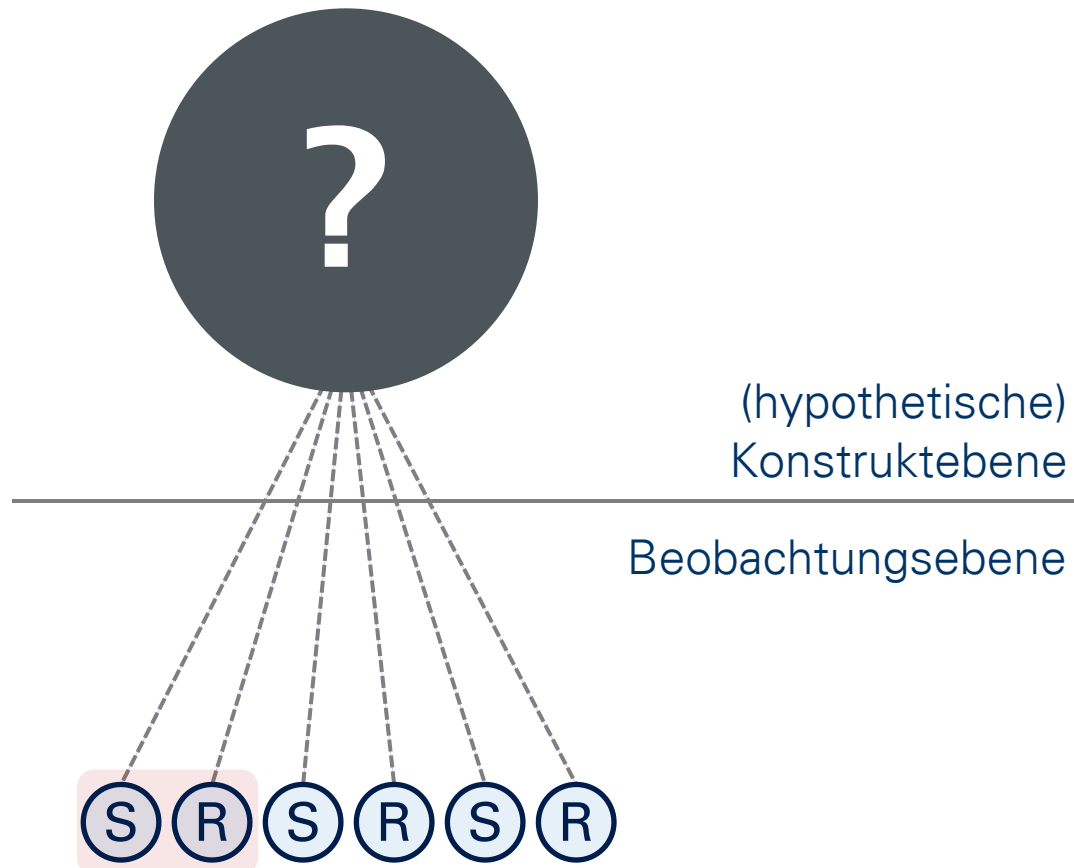 ?
(hypothetische)
Konstruktebene
Beobachtungsebene
S R S R S R